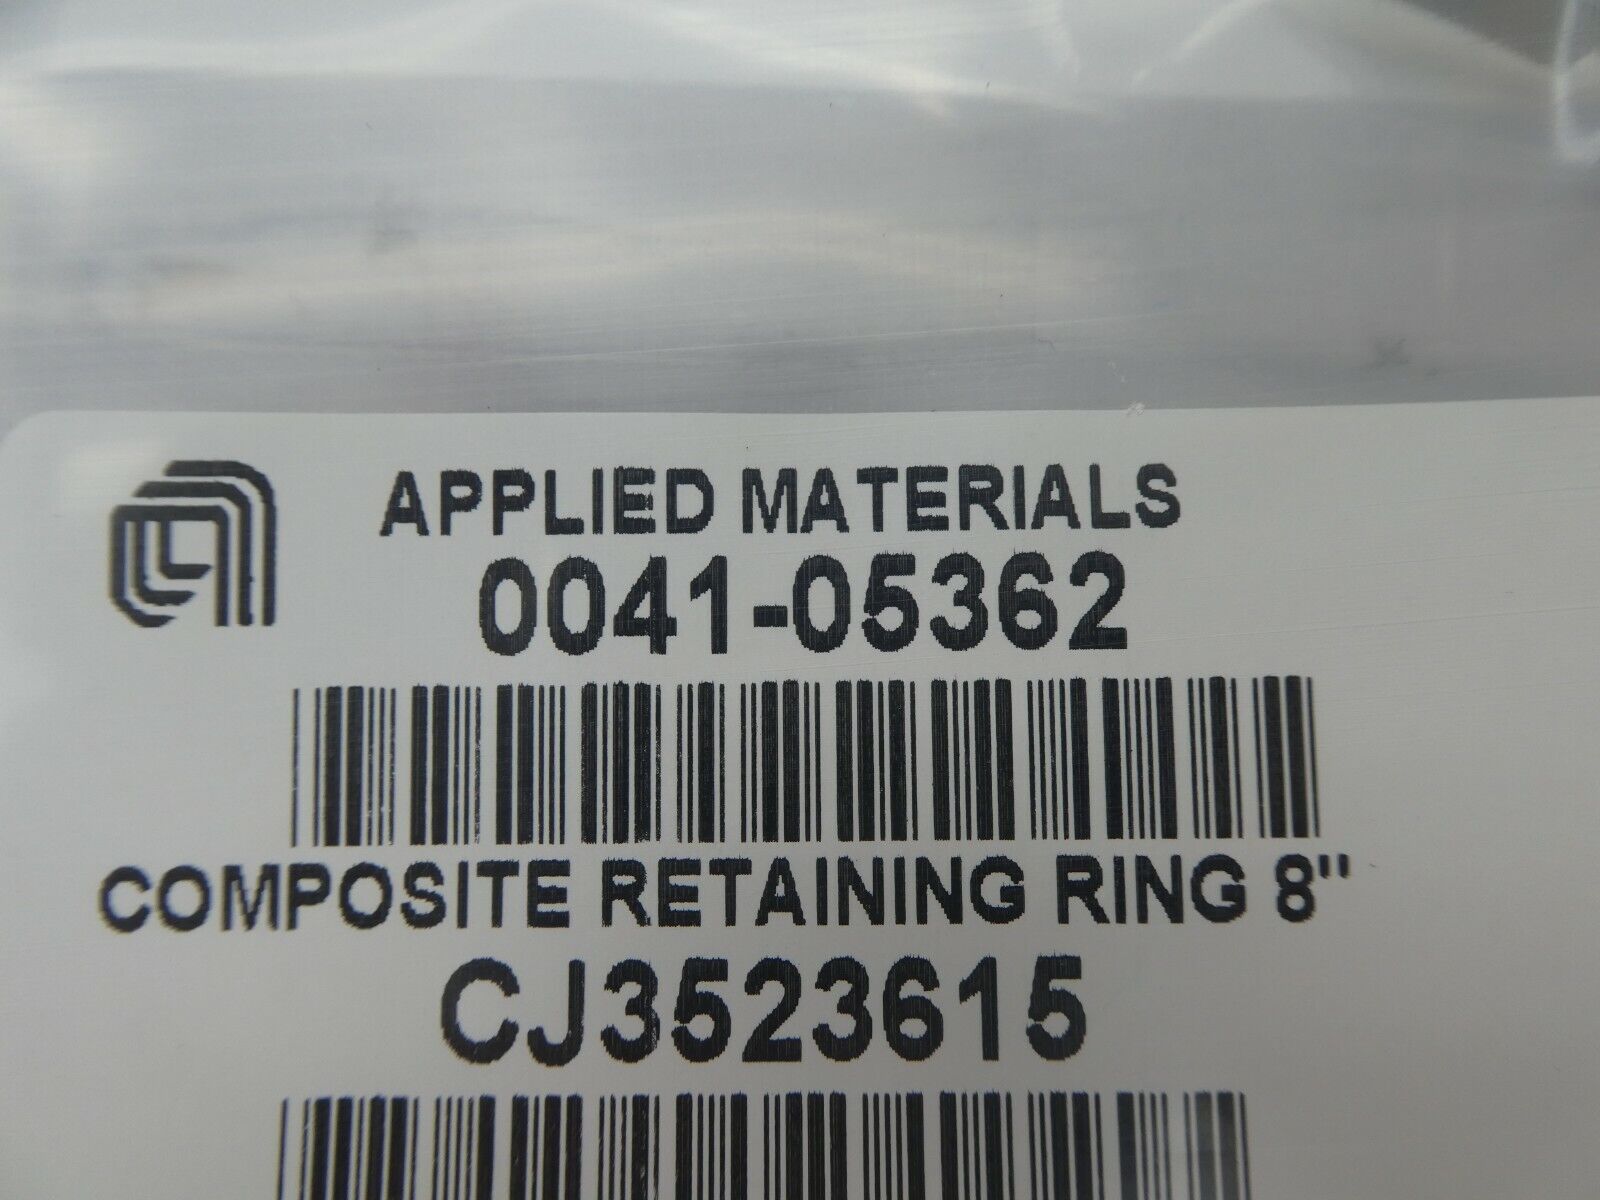 APPLIED MATERIALS
0041-05362
COMPOSITE RETAINING RING 8"
CJ3523615